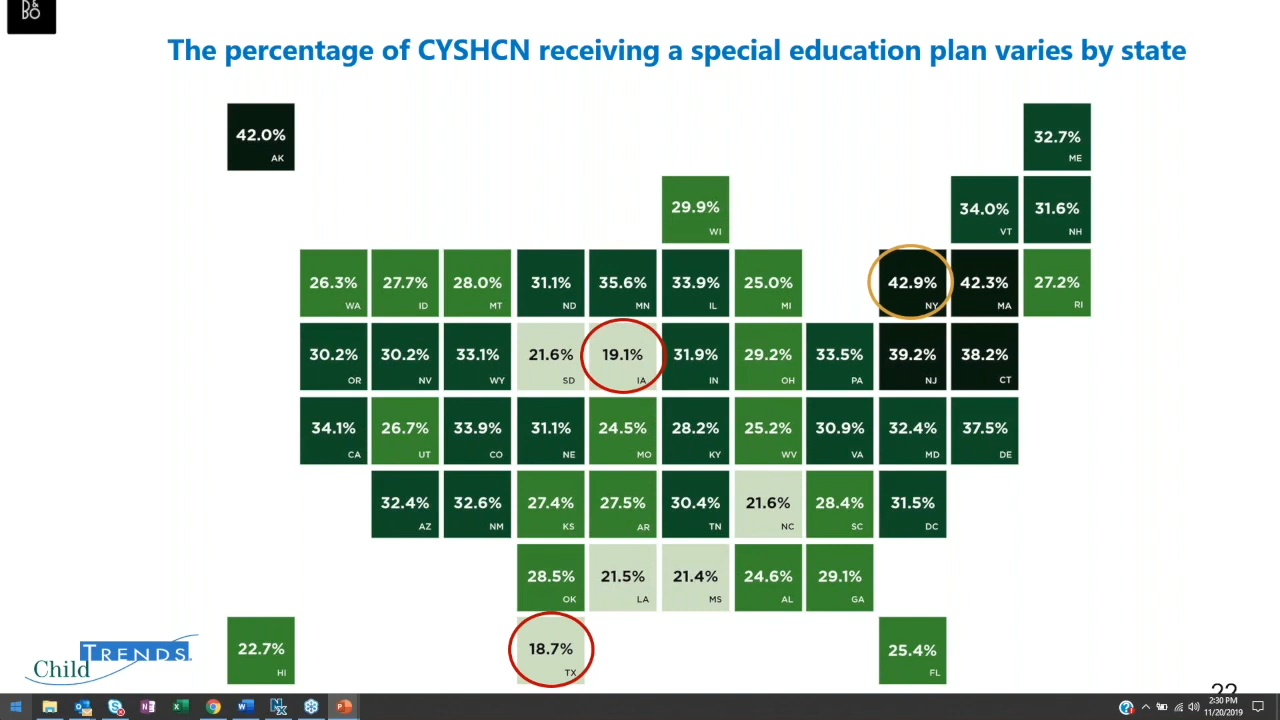 B&
BO
The percentage of CYSHCN receiving a special education plan varies by state
42.0%
AK
32.7%
ME
29.9%
WI
34.0%
VT
31.6%
NH
26.3%
WA
27.7%
ID
28.0%
MT
31.1%
ND
35.6%
MN
33.9%
IL
25.0%
MI
42.9%
NY
42.3%
MA
27.2%
RI
30.2%
OR
30.2%
NV
33.1%
WY
21.6%
SD
19.1%
IA
31.9%
IN
29.2%
OH
33.5%
PA
39.2%
NJ
38.2%
CT
34.1%
CA
26.7%
UT
33.9%
CO
31.1%
NE
24.5%
MO
28.2%
KY
25.2%
WV
30.9%
VA
32.4%
MD
37.5%
DE
32.4%
AZ
32.6%
NM
27.4%
KS
27.5%
AR
30.4%
TN
21.6%
NC
28.4%
SC
31.5%
DC
28.5%
OK
21.5%
LA
21.4%
MS
24.6%
AL
29.1%
GA
22.7%
HI
18.7%
TX
25.4%
FL
Child TRENDS
22
2:30 PM
11/20/2019